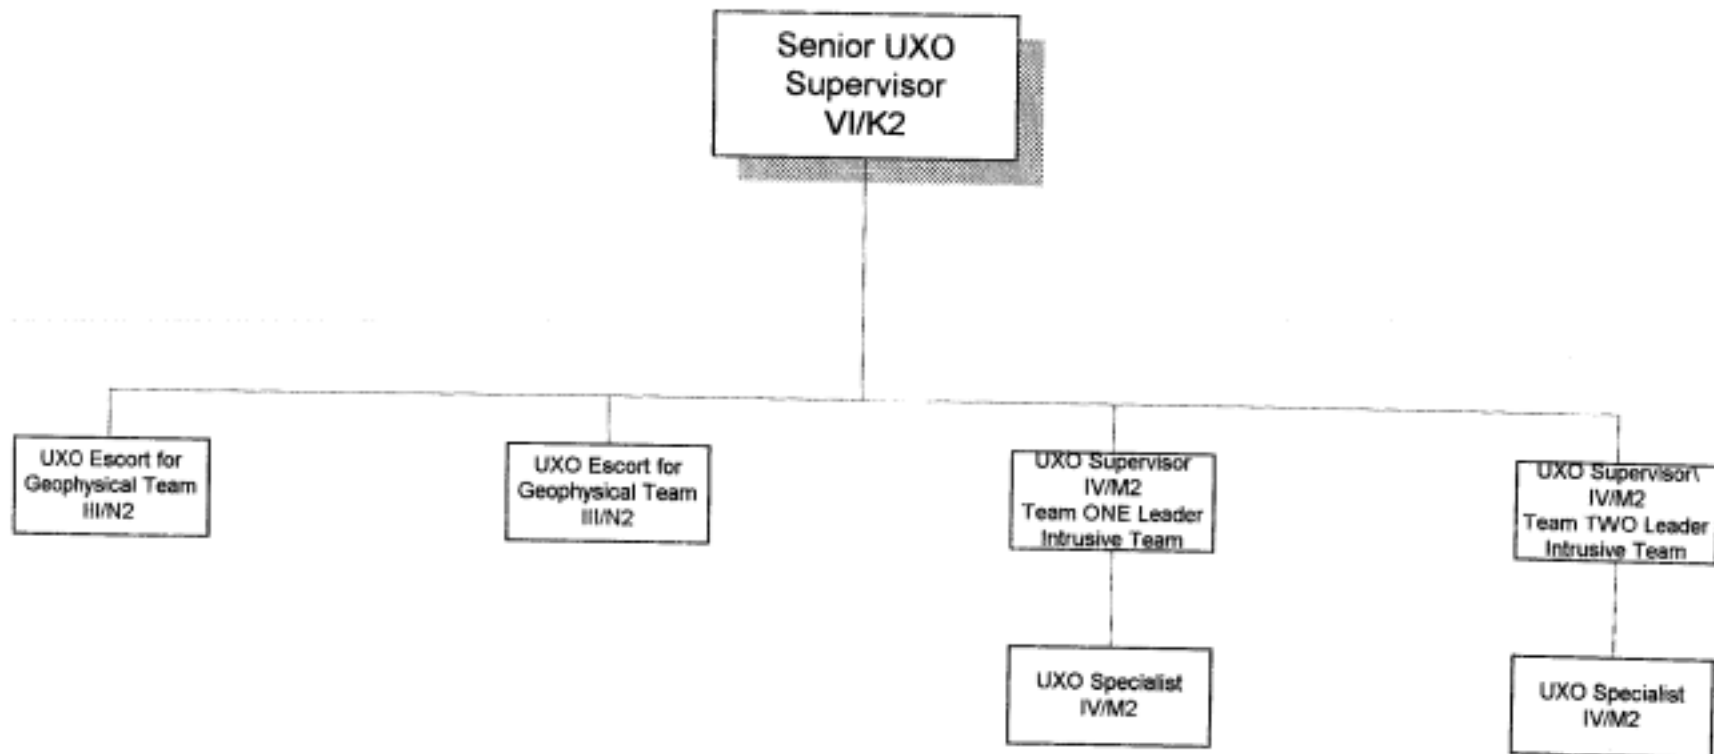 Senior UXO
Supervisor
VI/K2
UXO Escort for
Geophysical Team
III/N2
UXO Escort for
Geophysical Team
III/N2
UXO Supervisor
IV/M2
Team ONE Leader
Intrusive Team
UXO Supervisor\
IV/M2
Team TWO Leader
Intrusive Team
UXO Specialist
IV/M2
UXO Specialist
IV/M2